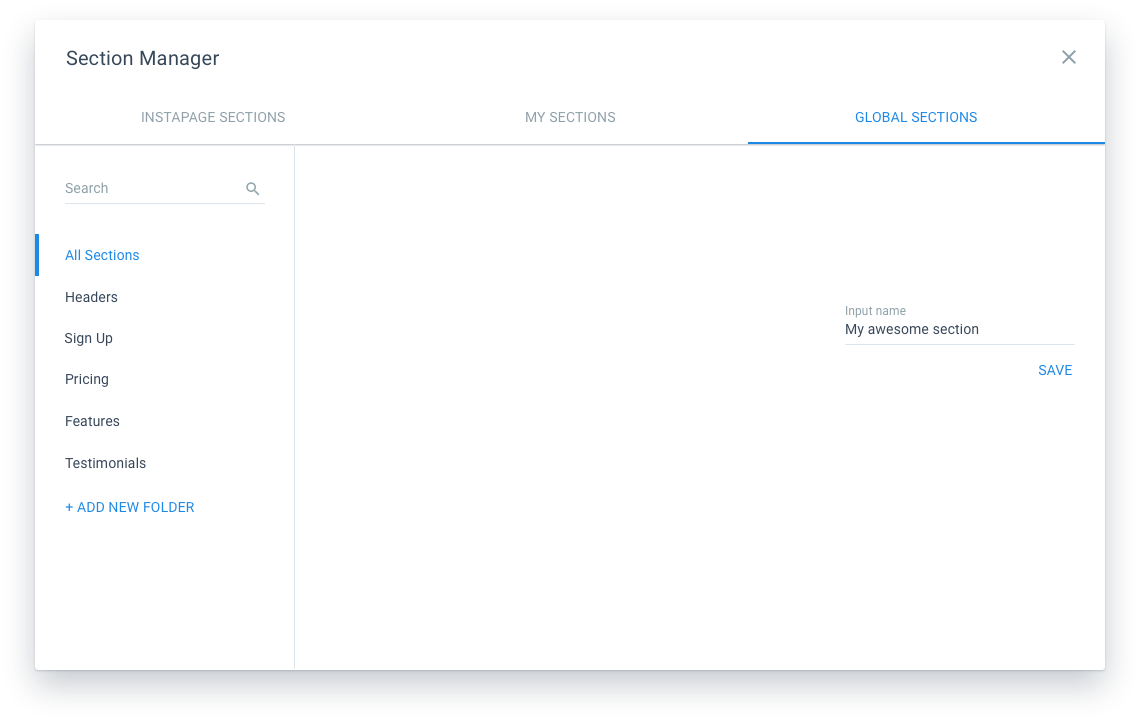 Section Manager
INSTAPAGE SECTIONS
MY SECTIONS
GLOBAL SECTIONS
Search
All Sections
Headers
Sign Up
Pricing
Features
Testimonials
+ ADD NEW FOLDER
Input name
My awesome section
SAVE